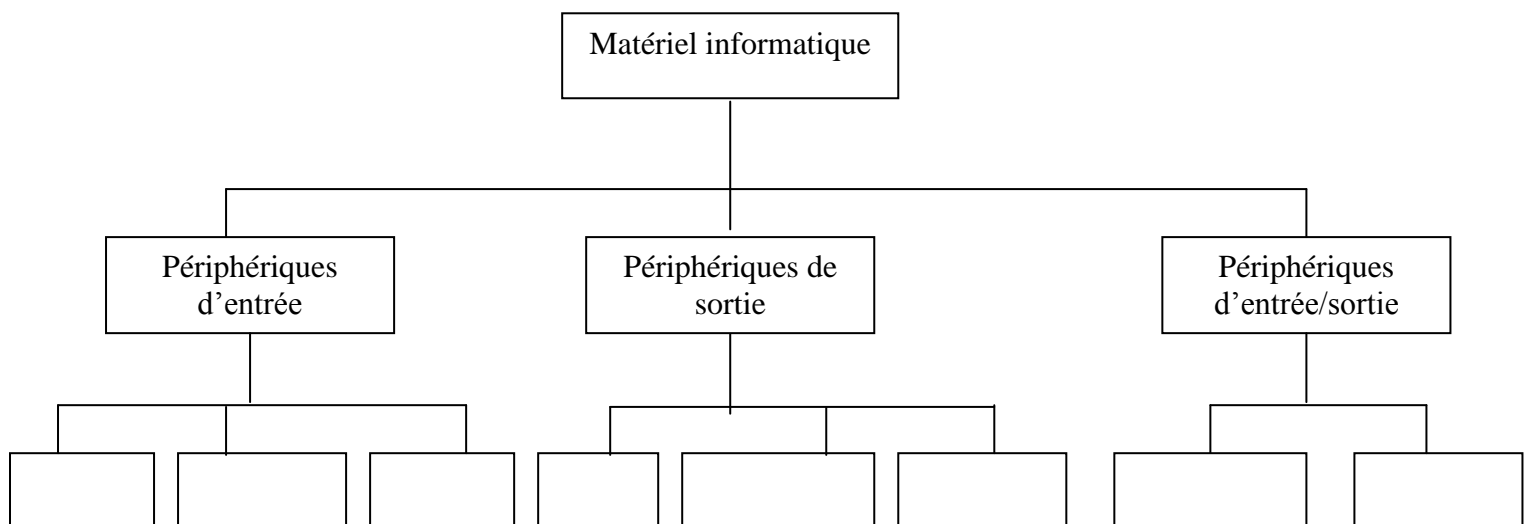 Matériel informatique
Périphériques
d’entrée
Périphériques de
sortie
Périphériques
d’entrée/sortie